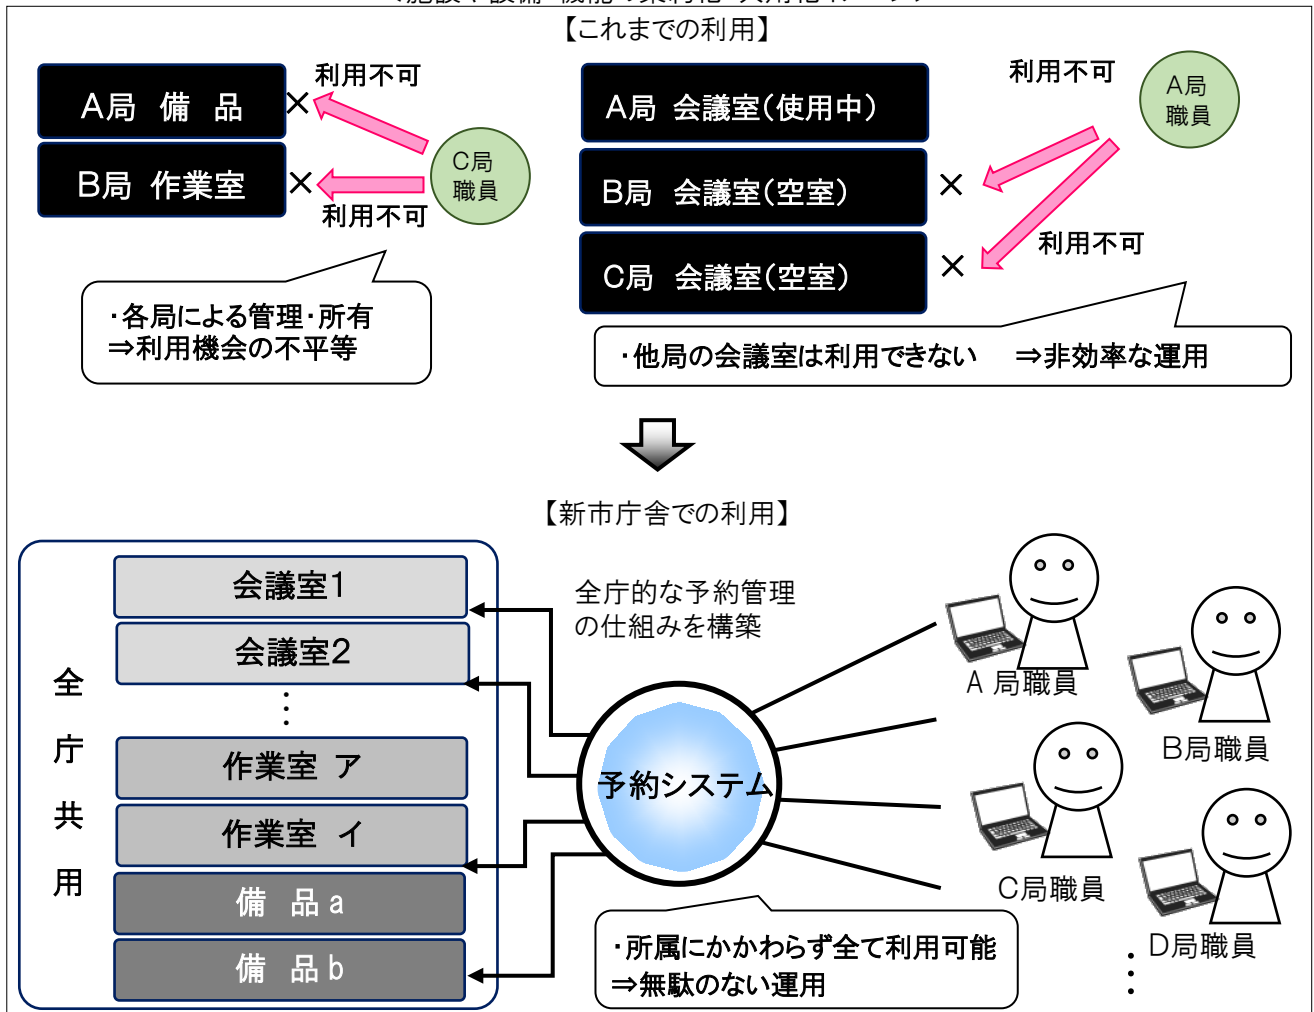 【これまでの利用】
利用不可
A局 備 品
×
B局 作業室
×
利用不可
C局
職員
・各局による管理・所有
⇒利用機会の不平等
A局 会議室(使用中)
B局 会議室(空室)
×
C局 会議室(空室)
×
利用不可
利用不可
A局
職員
・他局の会議室は利用できない ⇒非効率な運用
【新市庁舎での利用】
全庁共用
会議室1
会議室2
⋮
作業室 ア
作業室 イ
備 品 a
備 品 b
全庁的な予約管理
の仕組みを構築
予約システム
・所属にかかわらず全て利用可能
⇒無駄のない運用
A 局職員
B局職員
C局職員
D局職員
⋮